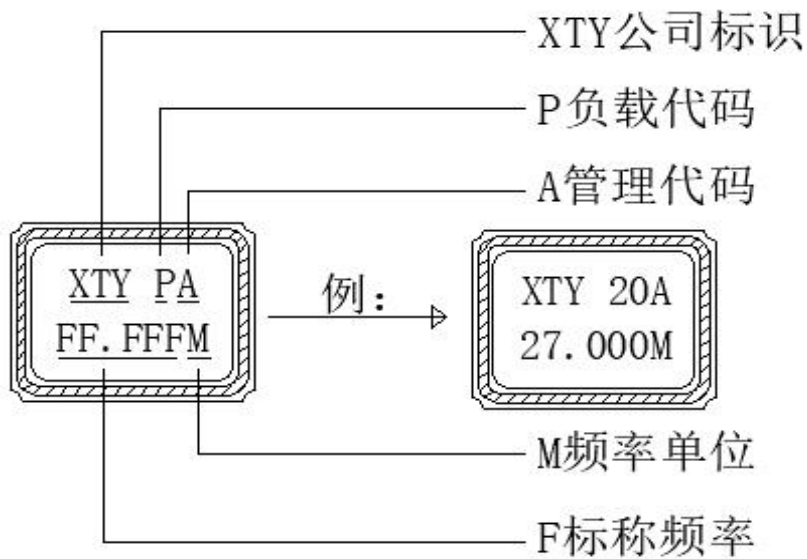 XTY公司标识
P负载代码
A管理代码
XTY PA
FF.FFFM
例：
XTY 20A
27.000M
M频率单位
F标称频率